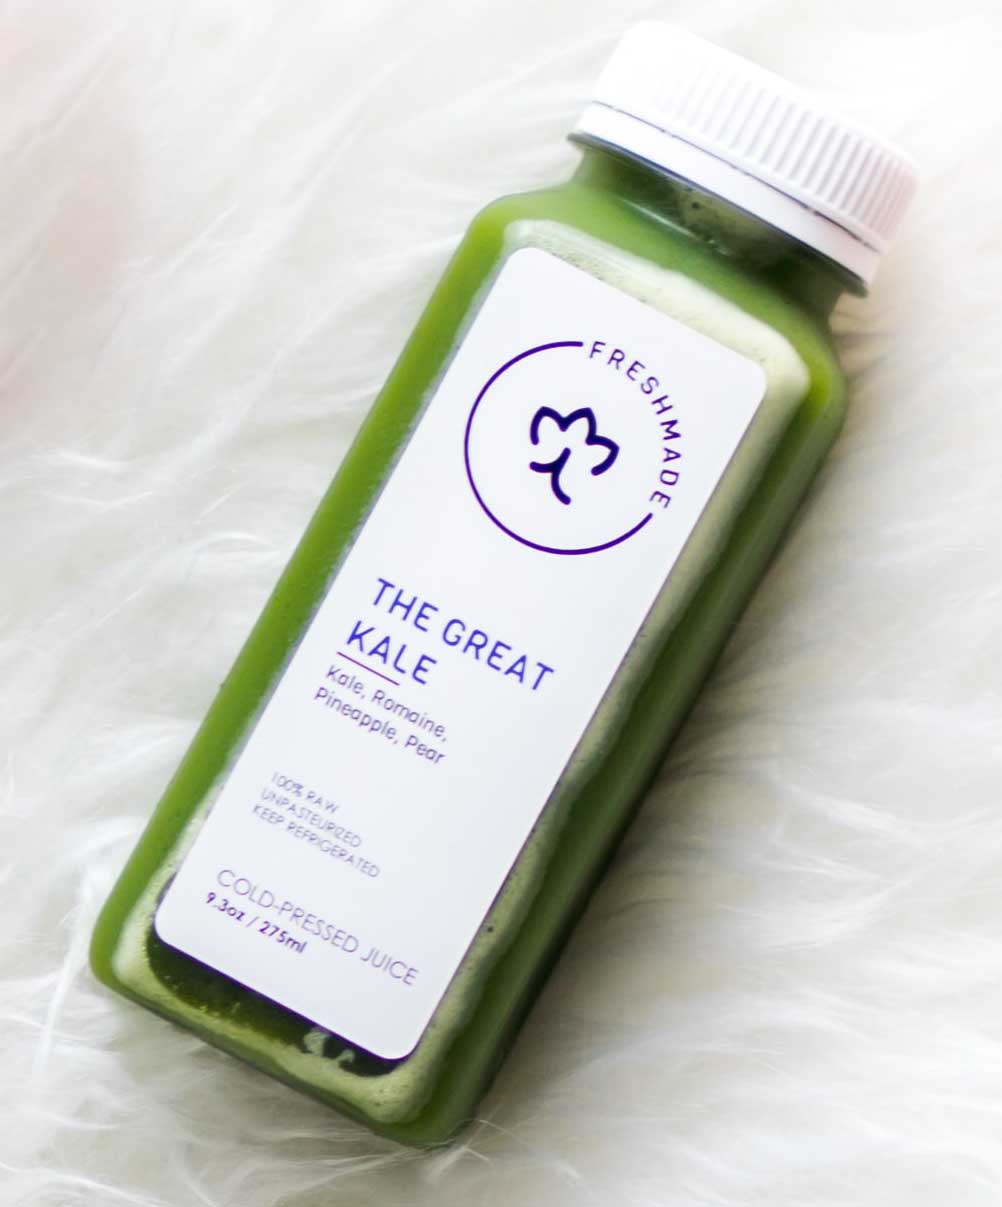 FRESHMADE
THE GREAT
KALE
Kale, Romaine,
Pineapple, Pear
100% RAW
UNPASTEURIZED
KEEP REFRIGERATED
COLD-PRESSED JUICE
9.3oz / 275ml